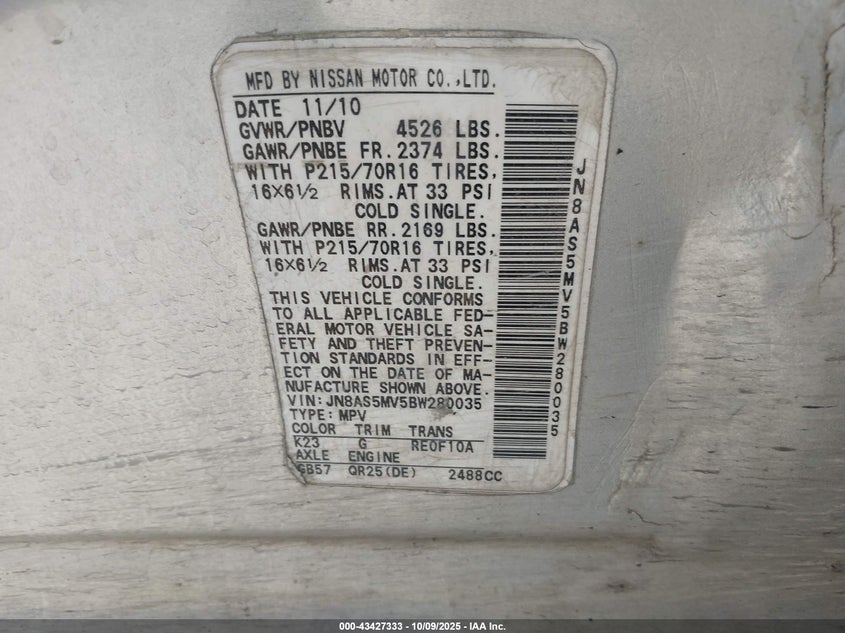 MFD BY NISSAN MOTOR CO.,LTD.
DATE 11/10
GVWR/PNBV 4526 LBS.
GAWR/PNBE FR. 2374 LBS.
WITH P215/70R16 TIRES,
16X6½ RIMS.AT 33 PSI
COLD SINGLE.
GAWR/PNBE RR. 2169 LBS.
WITH P215/70R16 TIRES,
16X6½ RIMS.AT 33 PSI
COLD SINGLE.
THIS VEHICLE CONFORMS
TO ALL APPLICABLE FED-
ERAL MOTOR VEHICLE SA-
FETY AND THEFT PREVEN-
TION STANDARDS IN EFF-
ECT ON THE DATE OF MA-
NUFACTURE SHOWN ABOVE.
VIN:JN8AS5MV5BW280035
TYPE:MPV
COLOR TRIM TRANS
K23 G RE0F10A
AXLE ENGINE
GB57 QR25(DE) 2488CC
JN8AS5MV5BW280035
000-43427333 - 10/09/2025 - IAA Inc.